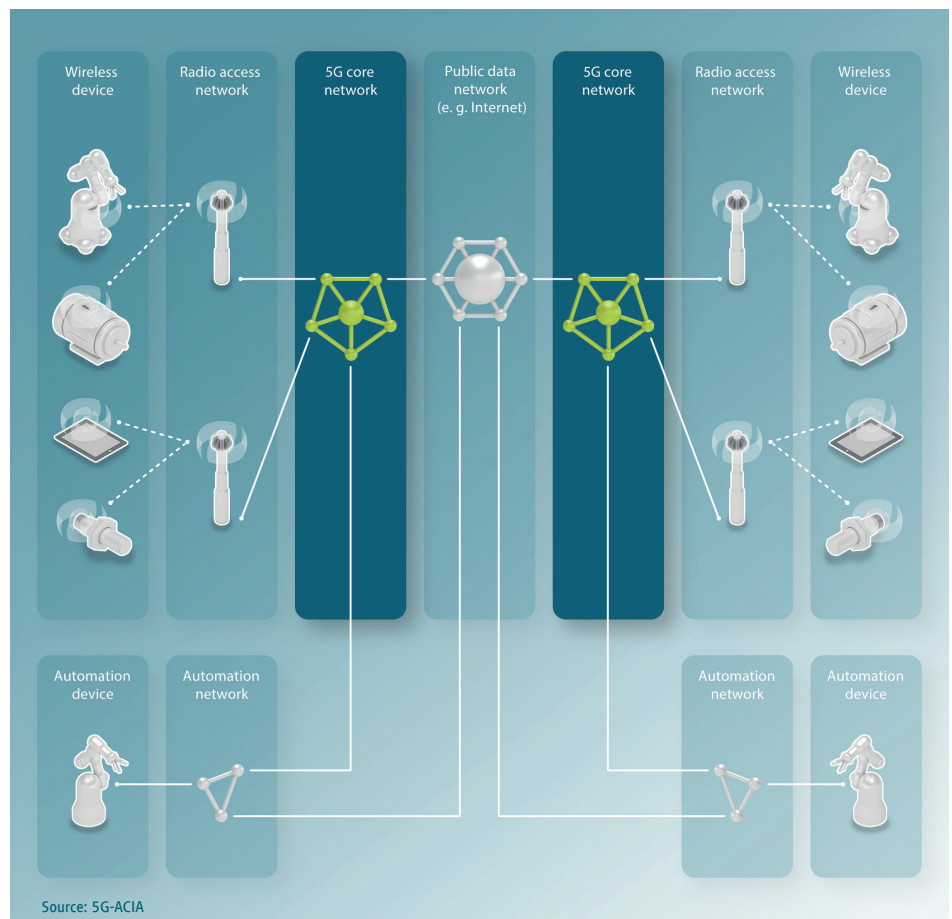 Wireless
device
Radio access
network
5G core
network
Public data
network
(e. g. Internet)
5G core
network
Radio access
network
Wireless
device
Automation
device
Automation
network
Automation
network
Automation
device
Source: 5G-ACIA